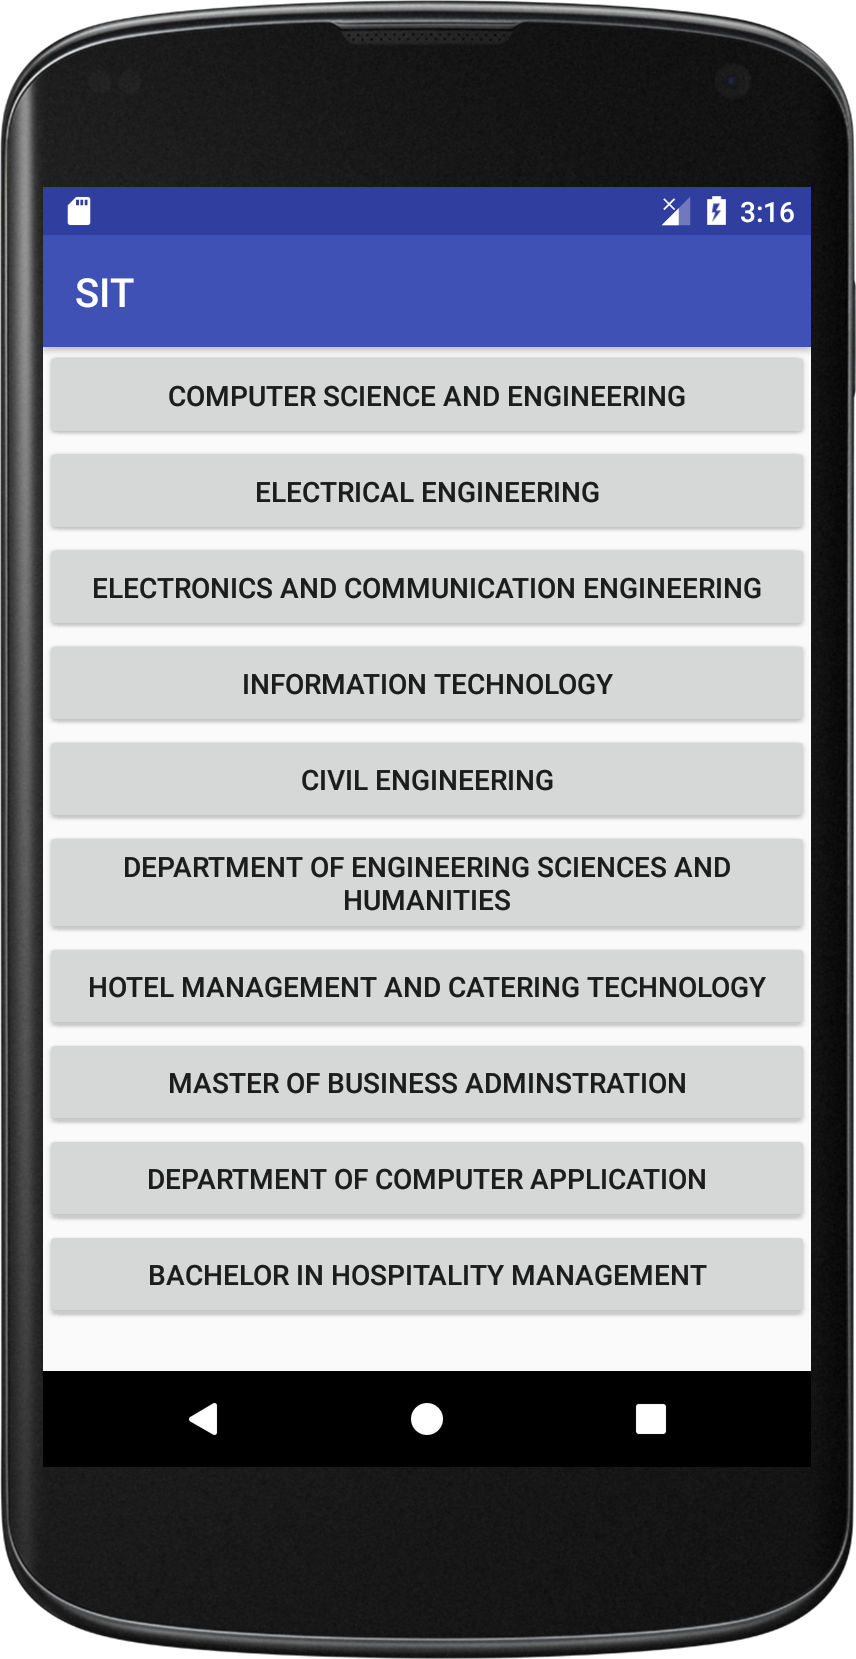 3:16
SIT
COMPUTER SCIENCE AND ENGINEERING
ELECTRICAL ENGINEERING
ELECTRONICS AND COMMUNICATION ENGINEERING
INFORMATION TECHNOLOGY
CIVIL ENGINEERING
DEPARTMENT OF ENGINEERING SCIENCES AND
HUMANITIES
HOTEL MANAGEMENT AND CATERING TECHNOLOGY
MASTER OF BUSINESS ADMINSTRATION
DEPARTMENT OF COMPUTER APPLICATION
BACHELOR IN HOSPITALITY MANAGEMENT